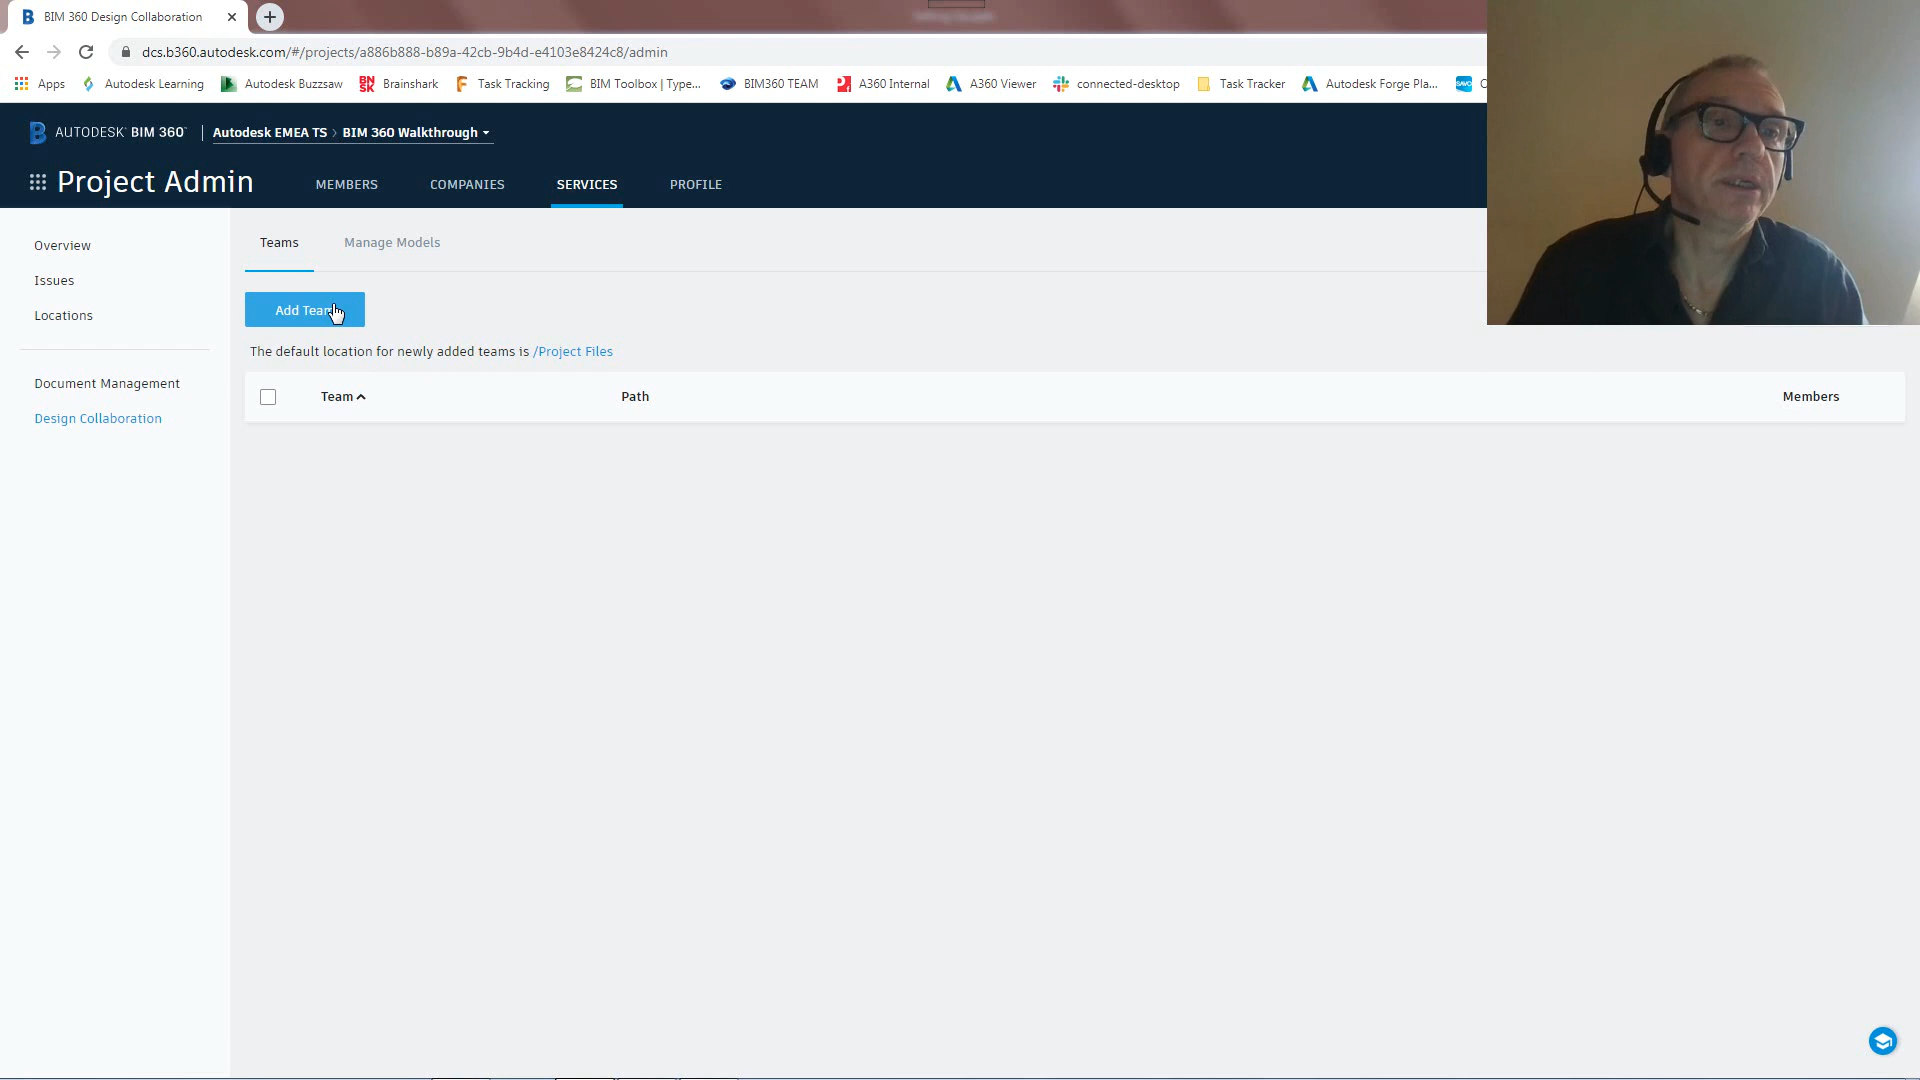 BIM 360 Design Collaboration
dcs.b360.autodesk.com/#/projects/a886b888-b89a-42cb-9b4d-e4103e8424c8/admin
Apps Autodesk Learning Autodesk Buzzsaw Brainshark Task Tracking BIM Toolbox | Type... BIM360 TEAM A360 Internal A360 Viewer connected-desktop Task Tracker Autodesk Forge Pla...
AUTODESK BIM 360 Autodesk EMEA TS > BIM 360 Walkthrough
Project Admin MEMBERS COMPANIES SERVICES PROFILE
Overview
Issues
Locations
Document Management
Design Collaboration
Teams Manage Models
Add Team
The default location for newly added teams is /Project Files
Team Path Members